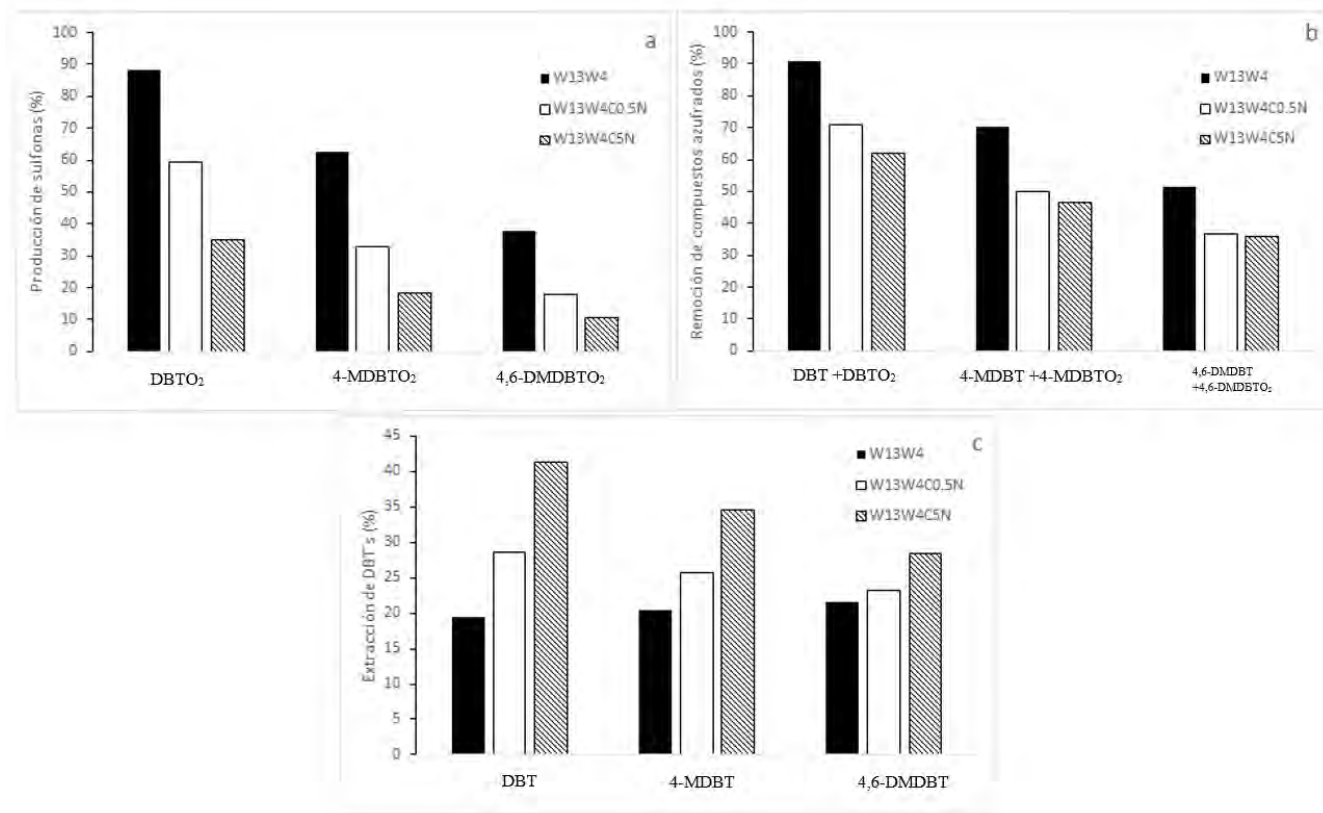 a
Producción de sulfonas (%)
100
90
80
70
60
50
40
30
20
10
0
W13W4
W13W4C0.5N
W13W4C5N
DBTO₂
4-MDBTO₂
4,6-DMDBTO₂
b
Remoción de compuestos azufrados (%)
100
90
80
70
60
50
40
30
20
10
0
W13W4
W13W4C0.5N
W13W4C5N
DBT +DBTO₂
4-MDBT +4-MDBTO₂
4,6-DMDBT
+4,6-DMDBTO₂
c
Extracción de DBT´s (%)
45
40
35
30
25
20
15
10
5
0
W13W4
W13W4C0.5N
W13W4C5N
DBT
4-MDBT
4,6-DMDBT